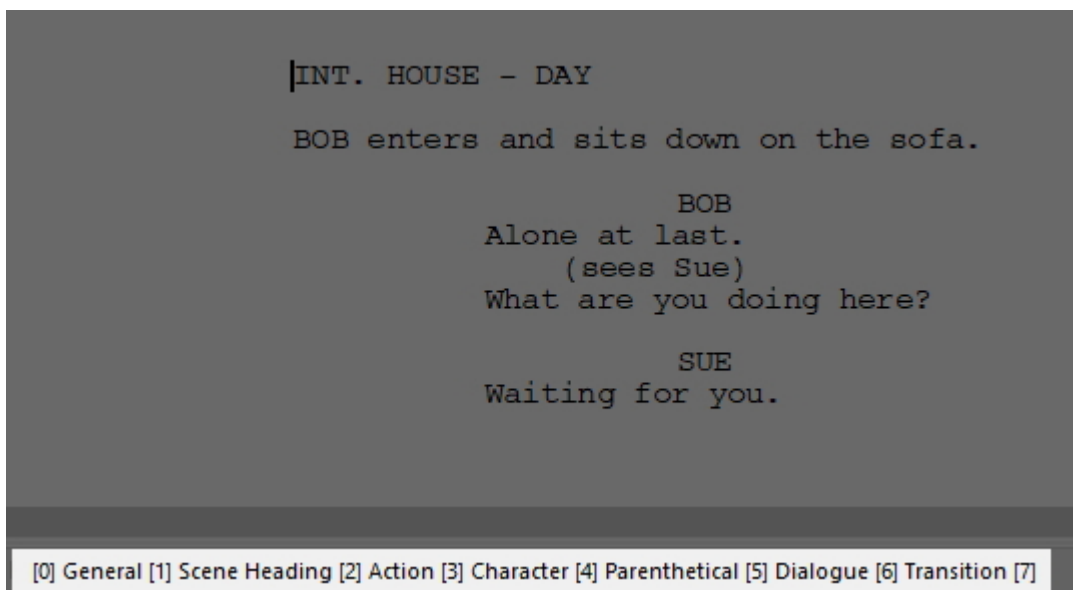 INT. HOUSE - DAY
BOB enters and sits down on the sofa.
BOB
Alone at last.
(sees Sue)
What are you doing here?
SUE
Waiting for you.
[0] General [1] Scene Heading [2] Action [3] Character [4] Parenthetical [5] Dialogue [6] Transition [7]